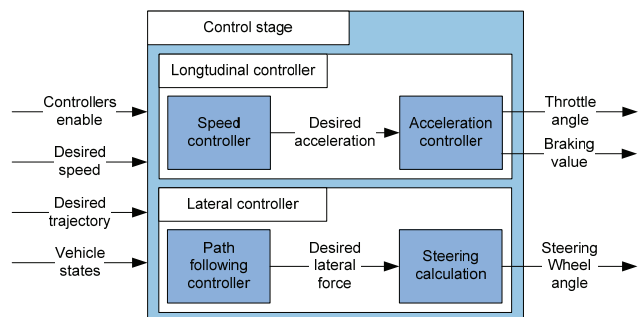 Control stage
Longtudinal controller
Controllers
enable
Desired
speed
Desired
trajectory
Vehicle
states
Speed
controller
Desired
acceleration
Acceleration
controller
Throttle
angle
Braking
value
Lateral controller
Path
following
controller
Desired
lateral
force
Steering
calculation
Steering
Wheel
angle